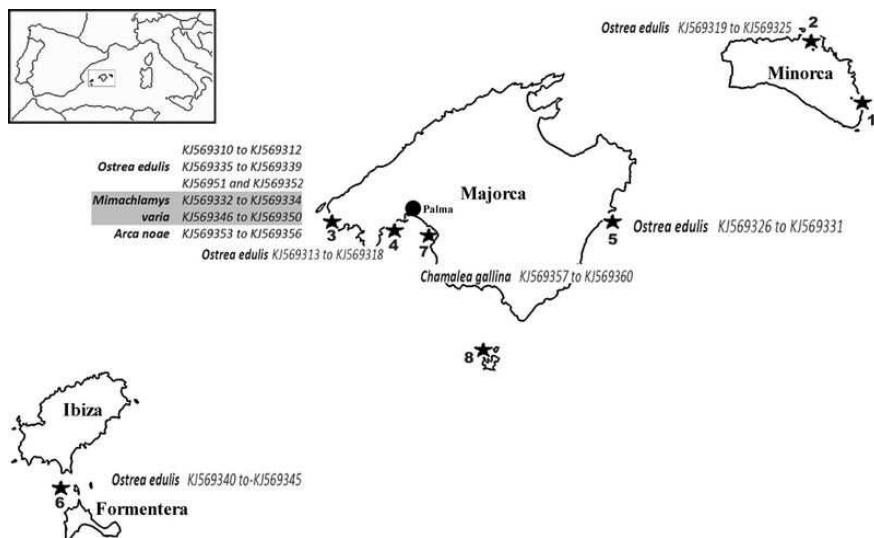 Ostrea edulis KJ569319 to KJ569325
2
Minorca
1
KJ569310 to KJ569312
Ostrea edulis KJ569335 to KJ569339
KJ56951 and KJ569352
Mimachlamys KJ569332 to KJ569334
varia KJ569346 to KJ569350
Arca noae KJ569353 to KJ569356
Majorca
Palma
3
4
7
5
Ostrea edulis KJ569326 to KJ569331
Ostrea edulis KJ569313 to KJ569318
Chamalea gallina KJ569357 to KJ569360
8
Ibiza
Ostrea edulis KJ569340 to-KJ569345
6
Formentera